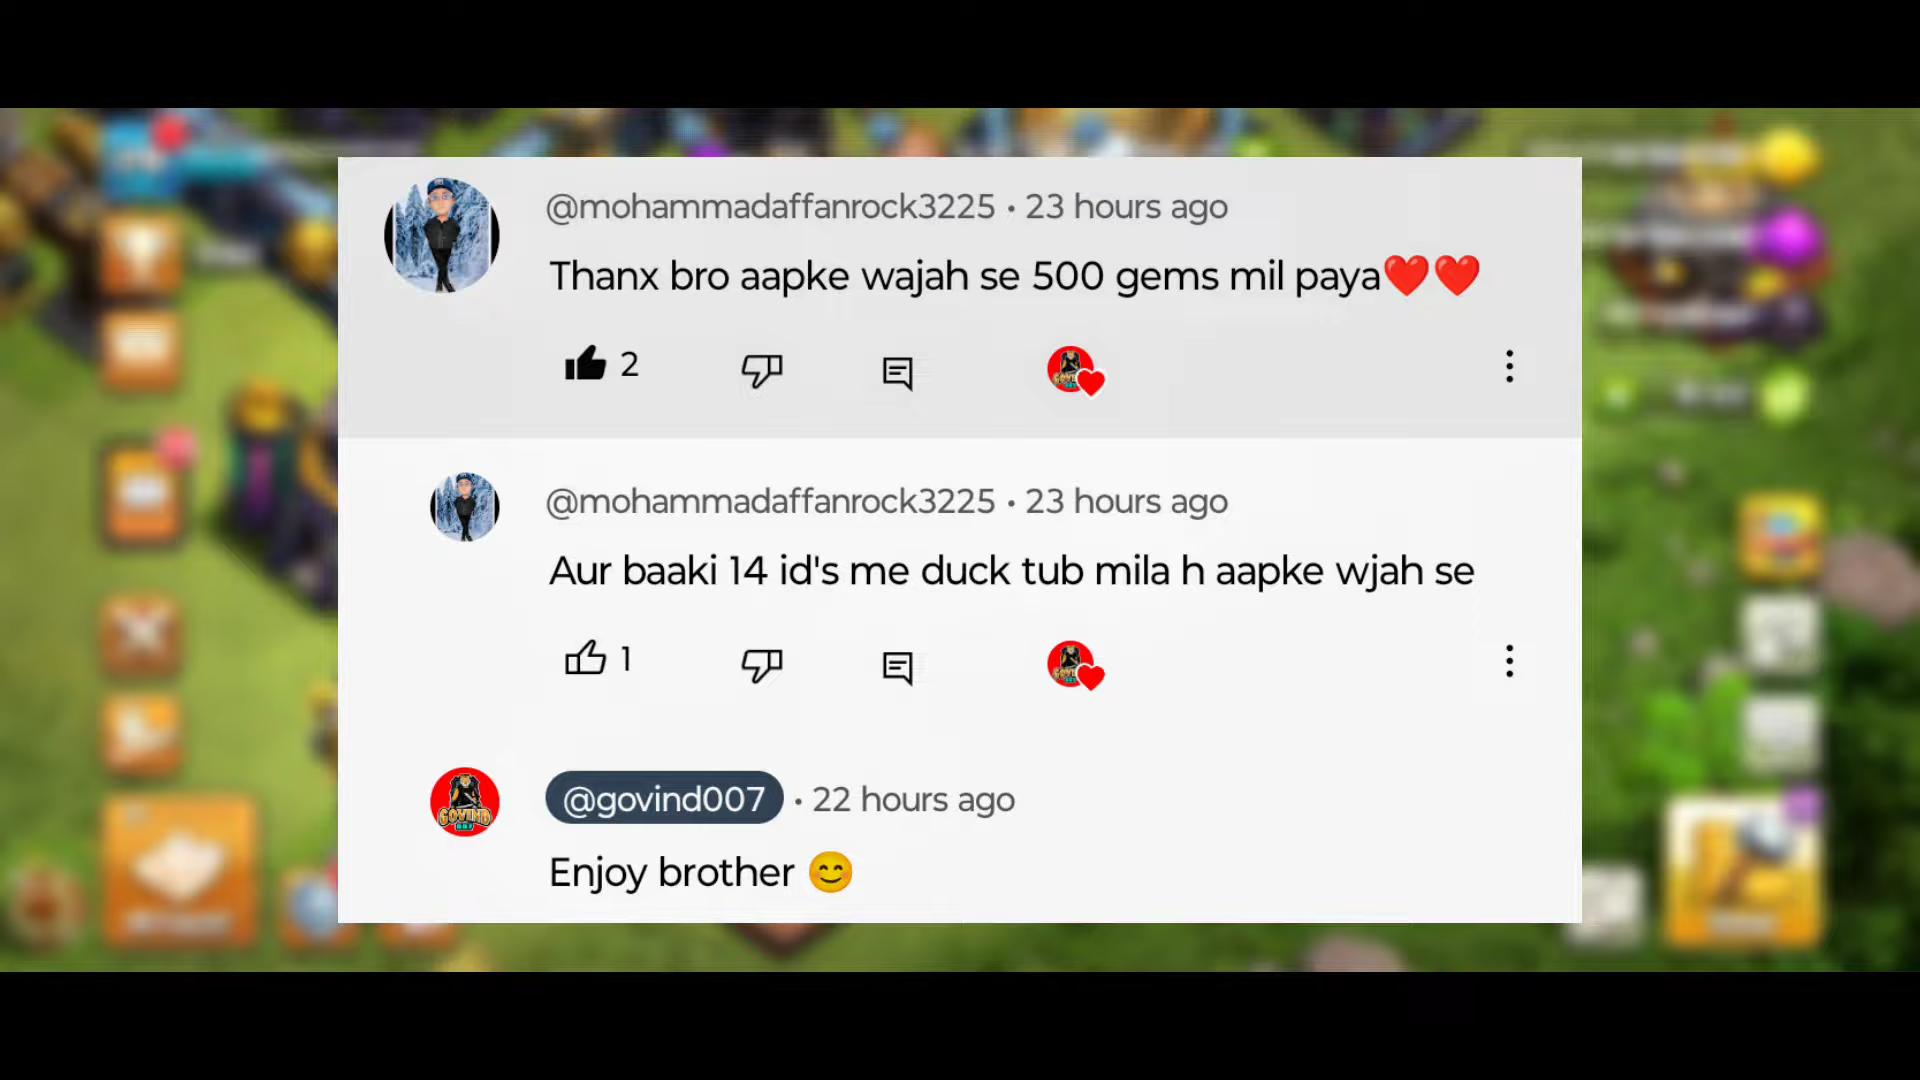 @mohammadaffanrock3225 • 23 hours ago
Thanx bro aapke wajah se 500 gems mil paya❤️❤️
2
@mohammadaffanrock3225 • 23 hours ago
Aur baaki 14 id's me duck tub mila h aapke wjah se
1
@govind007 • 22 hours ago
GOVIND
Enjoy brother 😊